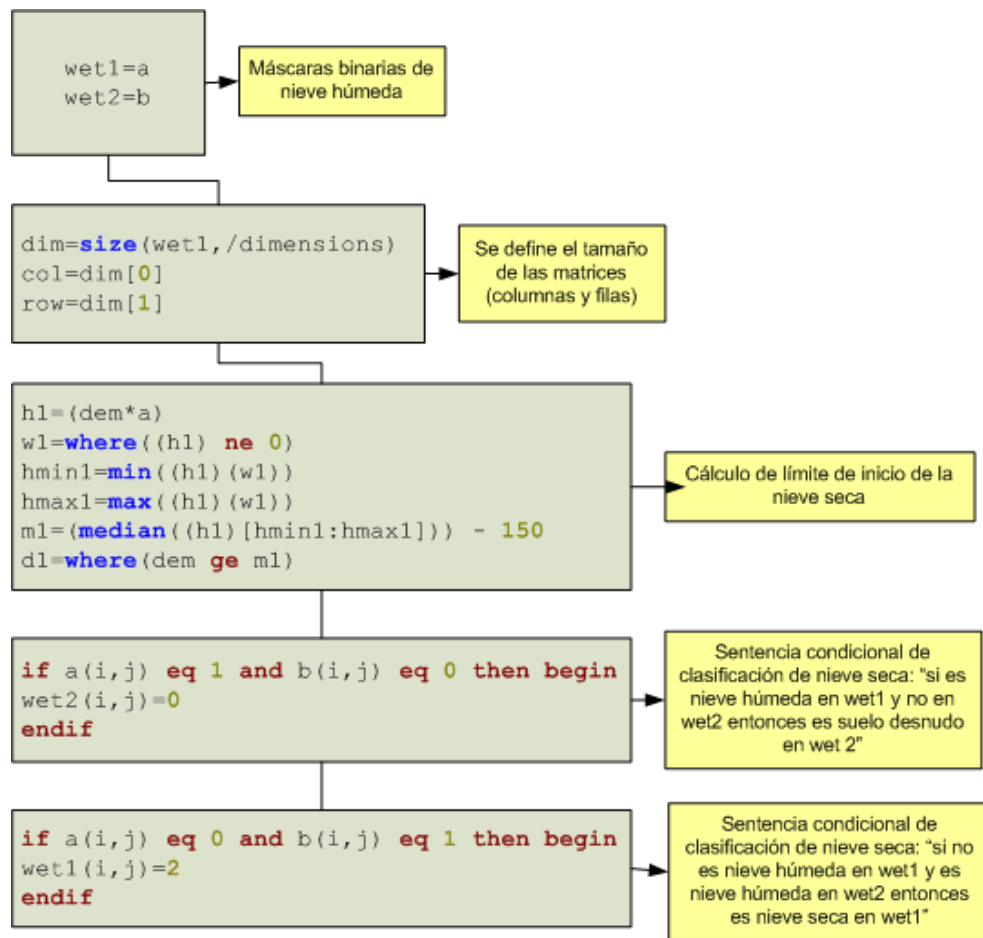 wet1=a
wet2=b
Máscaras binarias de
nieve húmeda
dim=size(wet1,/dimensions)
col=dim[0]
row=dim[1]
Se define el tamaño
de las matrices
(columnas y filas)
h1=(dem*a)
w1=where((h1) ne 0)
hmin1=min((h1)(w1))
hmax1=max((h1)(w1))
m1=(median((h1)[hmin1:hmax1])) - 150
d1=where(dem ge m1)
Cálculo de límite de inicio de la
nieve seca
if a(i,j) eq 1 and b(i,j) eq 0 then begin
wet2(i,j)=0
endif
Sentencia condicional de
clasificación de nieve seca: “si es
nieve húmeda en wet1 y no en
wet2 entonces es suelo desnudo
en wet 2”
if a(i,j) eq 0 and b(i,j) eq 1 then begin
wet1(i,j)=2
endif
Sentencia condicional de
clasificación de nieve seca: “si no
es nieve húmeda en wet1 y es
nieve húmeda en wet2 entonces
es nieve seca en wet1”